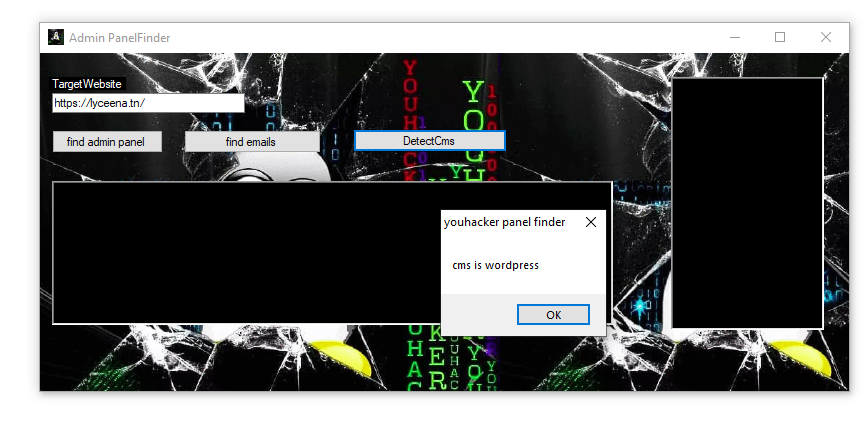 Admin PanelFinder
TargetWebsite
https://lyceena.tn/
find admin panel
find emails
DetectCms
youhacker panel finder
cms is wordpress
OK